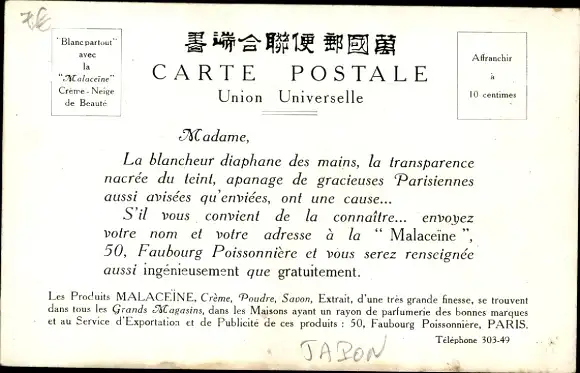 7€
"Blanc partout"
avec
la
"Malaceïne"
Crème - Neige
de Beauté
萬國郵便聯合端書
CARTE POSTALE
Union Universelle
Affranchir
à
10 centimes
Madame,
La blancheur diaphane des mains, la transparence
nacrée du teint, apanage de gracieuses Parisiennes
aussi avisées qu'enviées, ont une cause...
S'il vous convient de la connaître... envoyez
votre nom et votre adresse à la " Malaceïne ",
50, Faubourg Poissonnière et vous serez renseignée
aussi ingénieusement que gratuitement.
Les Produits MALACEÏNE, Crème, Poudre, Savon, Extrait, d'une très grande finesse, se trouvent
dans tous les Grands Magasins, dans les Maisons ayant un rayon de parfumerie des bonnes marques
et au Service d'Exportation et de Publicité de ces produits : 50, Faubourg Poissonnière, PARIS.
Téléphone 303-49
JAPON